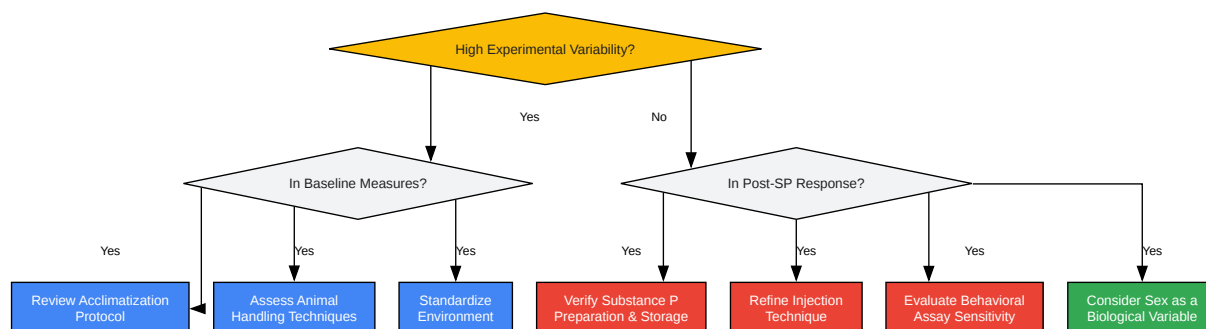 High Experimental Variability?
Yes
No
In Baseline Measures?
In Post-SP Response?
Yes
Yes
Yes
Yes
Yes
Yes
Yes
Review Acclimatization
Protocol
Assess Animal
Handling Techniques
Standardize
Environment
Verify Substance P
Preparation & Storage
Refine Injection
Technique
Evaluate Behavioral
Assay Sensitivity
Consider Sex as a
Biological Variable